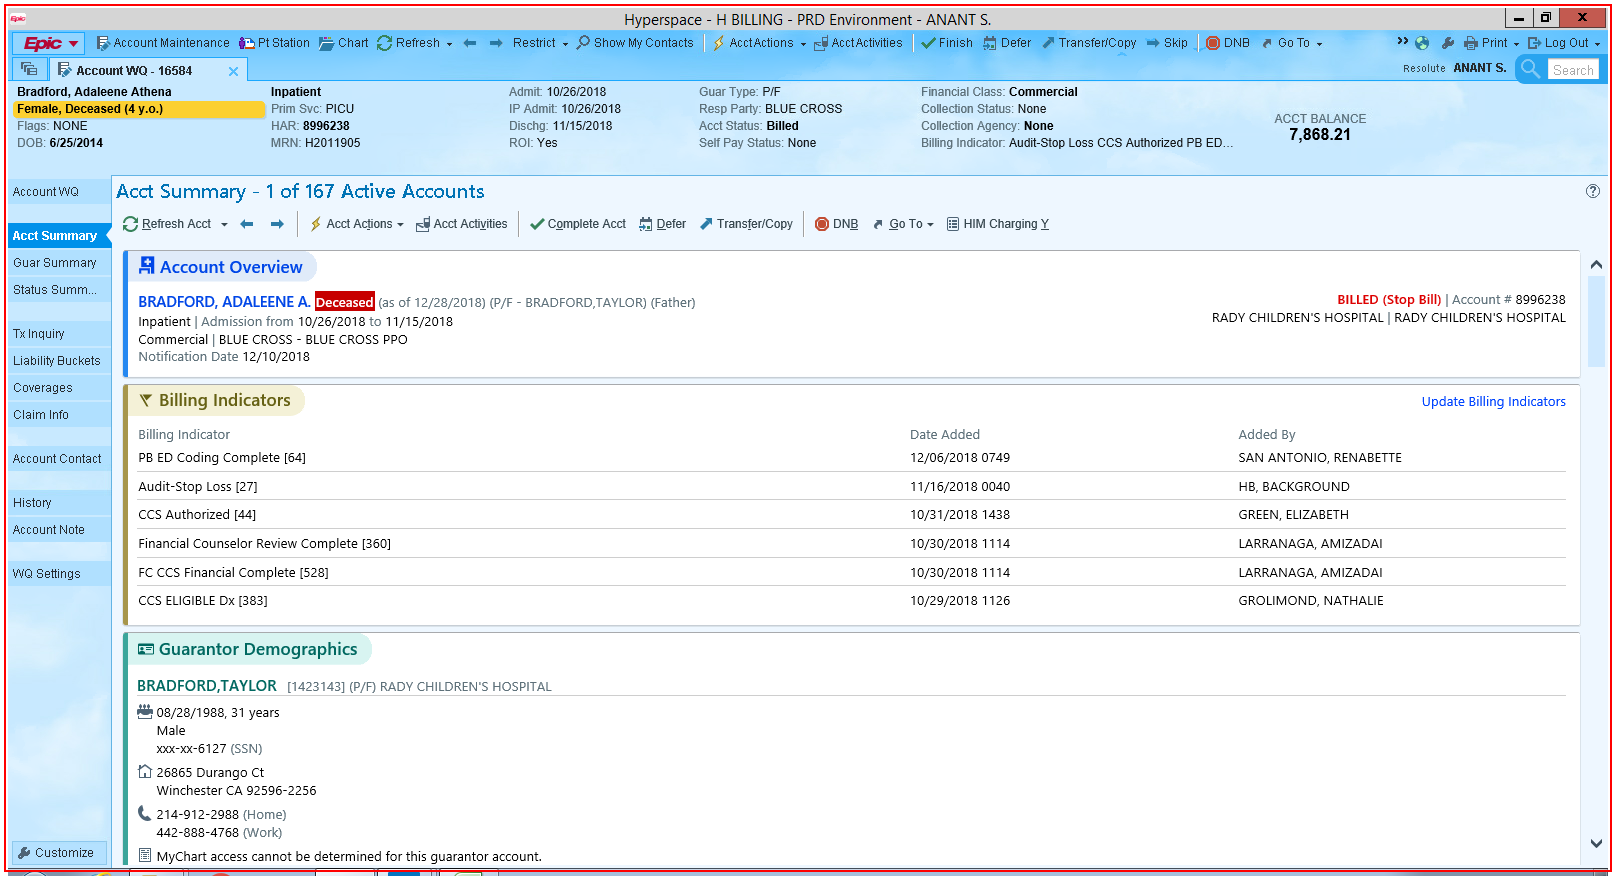 Epic
Hyperspace - H BILLING - PRD Environment - ANANT S.
Epic Account Maintenance Pt Station Chart Refresh Restrict Show My Contacts AcctActions AcctActivities Finish Defer Transfer/Copy Skip DNB Go To Print Log Out
Account WQ - 16584
Resolute ANANT S. Search
Bradford, Adaleene Athena
Female, Deceased (4 y.o.)
Flags: NONE
DOB: 6/25/2014
Inpatient
Prim Svc: PICU
HAR: 8996238
MRN: H2011905
Admit: 10/26/2018
IP Admit: 10/26/2018
Dischg: 11/15/2018
ROI: Yes
Guar Type: P/F
Resp Party: BLUE CROSS
Acct Status: Billed
Self Pay Status: None
Financial Class: Commercial
Collection Status: None
Collection Agency: None
Billing Indicator: Audit-Stop Loss CCS Authorized PB ED...
ACCT BALANCE
7,868.21
Account WQ
Acct Summary
Guar Summary
Status Summ...
Tx Inquiry
Liability Buckets
Coverages
Claim Info
Account Contact
History
Account Note
WQ Settings
Customize
Acct Summary - 1 of 167 Active Accounts
Refresh Acct Acct Actions Acct Activities Complete Acct Defer Transfer/Copy DNB Go To HIM Charging Y
Account Overview
BRADFORD, ADALEENE A. Deceased (as of 12/28/2018) (P/F - BRADFORD,TAYLOR) (Father)
Inpatient | Admission from 10/26/2018 to 11/15/2018
Commercial | BLUE CROSS - BLUE CROSS PPO
Notification Date 12/10/2018
BILLED (Stop Bill) | Account # 8996238
RADY CHILDREN'S HOSPITAL | RADY CHILDREN'S HOSPITAL
Billing Indicators
Update Billing Indicators
Billing Indicator Date Added Added By
PB ED Coding Complete [64] 12/06/2018 0749 SAN ANTONIO, RENABETTE
Audit-Stop Loss [27] 11/16/2018 0040 HB, BACKGROUND
CCS Authorized [44] 10/31/2018 1438 GREEN, ELIZABETH
Financial Counselor Review Complete [360] 10/30/2018 1114 LARRANAGA, AMIZADAI
FC CCS Financial Complete [528] 10/30/2018 1114 LARRANAGA, AMIZADAI
CCS ELIGIBLE Dx [383] 10/29/2018 1126 GROLIMOND, NATHALIE
Guarantor Demographics
BRADFORD,TAYLOR [1423143] (P/F) RADY CHILDREN'S HOSPITAL
08/28/1988, 31 years
Male
xxx-xx-6127 (SSN)
26865 Durango Ct
Winchester CA 92596-2256
214-912-2988 (Home)
442-888-4768 (Work)
MyChart access cannot be determined for this guarantor account.